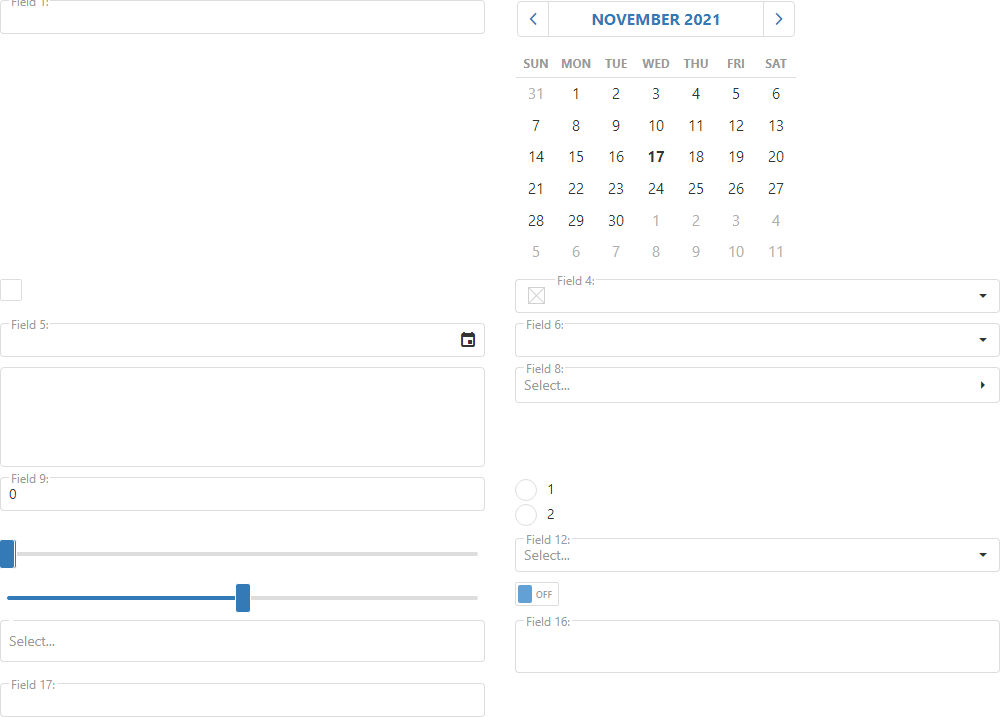 Field 1:
NOVEMBER 2021
SUN MON TUE WED THU FRI SAT
31 1 2 3 4 5 6
7 8 9 10 11 12 13
14 15 16 17 18 19 20
21 22 23 24 25 26 27
28 29 30 1 2 3 4
5 6 7 8 9 10 11
Field 4:
Field 5:
Field 6:
Field 8:
Select...
Field 9:
0
1
2
Field 12:
Select...
OFF
Select...
Field 16:
Field 17: